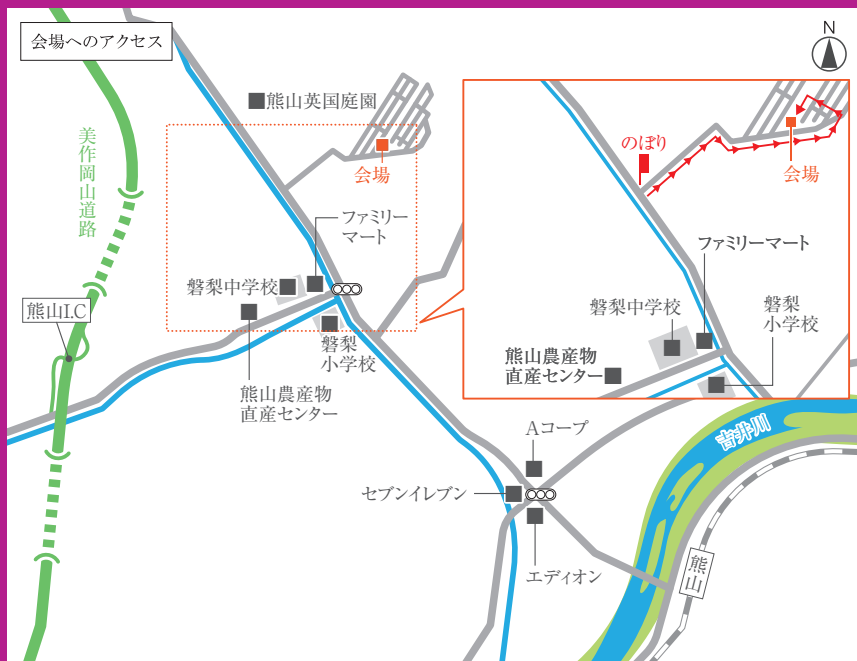 会場へのアクセス
N
熊山英国庭園
美作岡山道路
会場
ファミリー
マート
磐梨中学校
熊山I.C
磐梨
小学校
熊山農産物
直産センター
のぼり
会場
ファミリーマート
磐梨中学校
磐梨
小学校
熊山農産物
直産センター
吉井川
Aコープ
セブンイレブン
エディオン
熊山